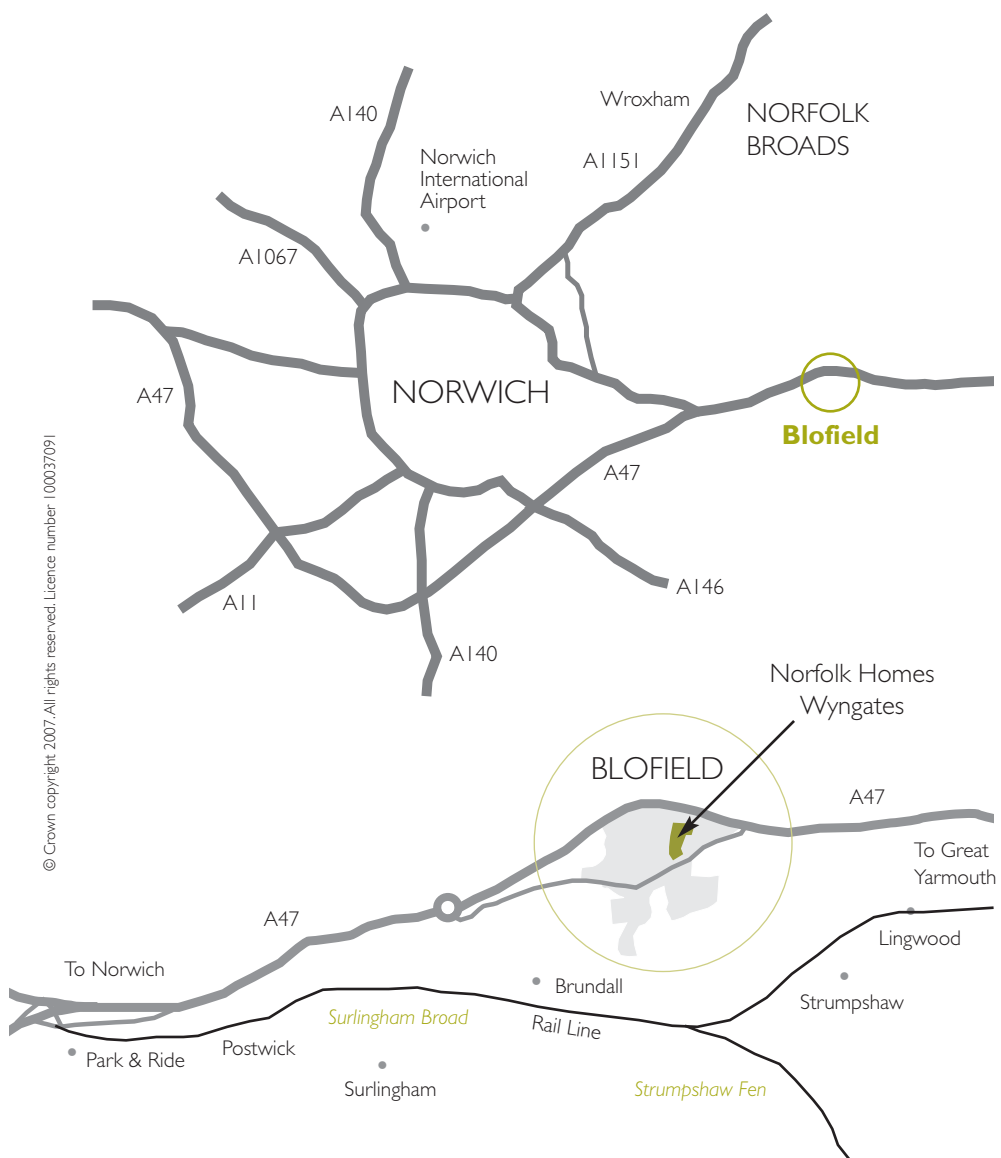 Wroxham
NORFOLK
BROADS
A140
Norwich
International
Airport
A1151
A1067
A47
NORWICH
Blofield
A47
A146
A11
A140
© Crown copyright 2007. All rights reserved. Licence number 100037091
Norfolk Homes
Wyngates
BLOFIELD
A47
To Great
Yarmouth
A47
Lingwood
To Norwich
Brundall
Strumpshaw
Surlingham Broad
Rail Line
Postwick
Park & Ride
Surlingham
Strumpshaw Fen